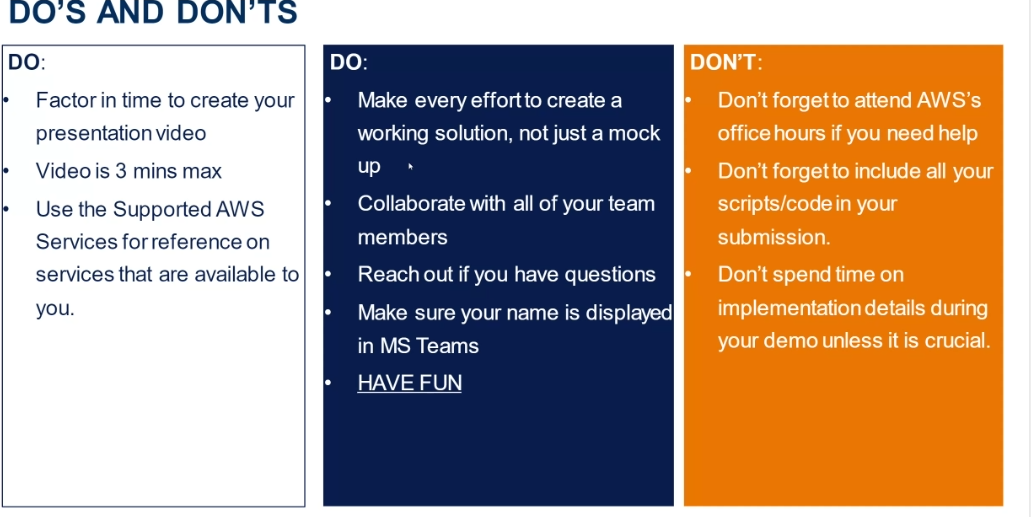 DO'S AND DON'TS
DO:
• Factor in time to create your
presentation video
• Video is 3 mins max
• Use the Supported AWS
Services for reference on
services that are available to
you.
DO:
• Make every effort to create a
working solution, not just a mock
up
• Collaborate with all of your team
members
• Reach out if you have questions
• Make sure your name is displayed
in MS Teams
• HAVE FUN
DON'T:
• Don't forget to attend AWS's
office hours if you need help
• Don't forget to include all your
scripts/code in your
submission.
• Don't spend time on
implementation details during
your demo unless it is crucial.